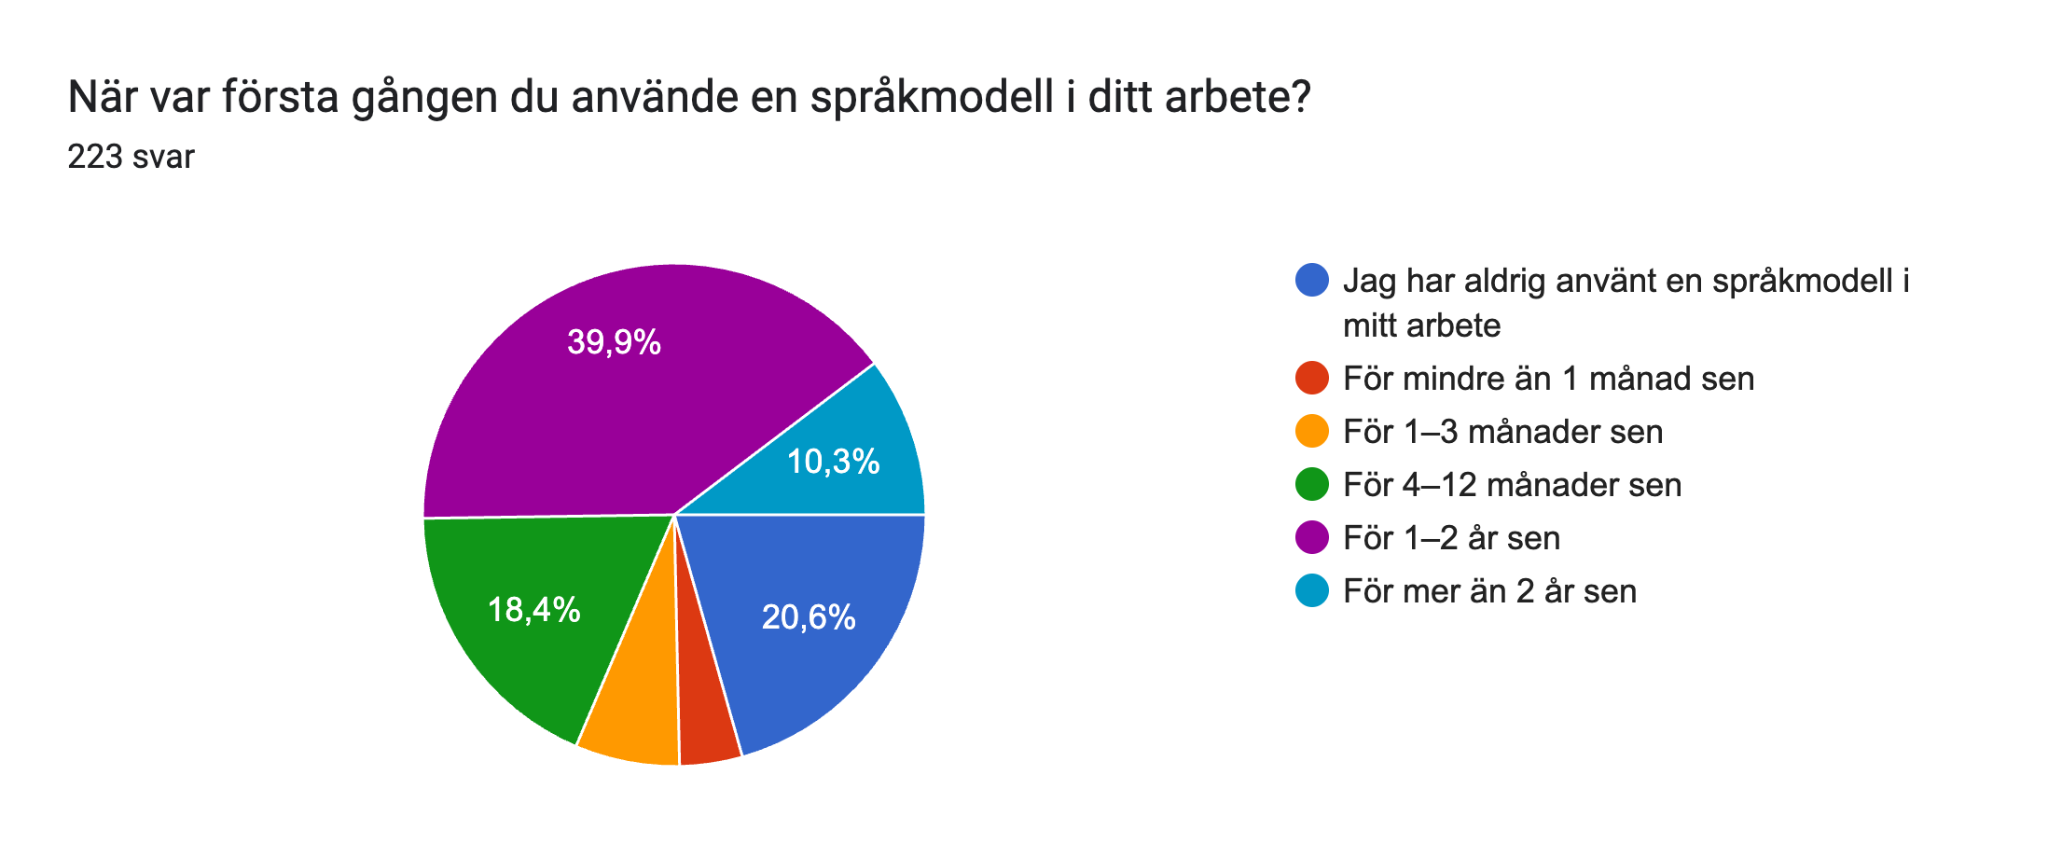 När var första gången du använde en språkmodell i ditt arbete?
223 svar
39,9%
10,3%
18,4%
20,6%
Jag har aldrig använt en språkmodell i
mitt arbete
För mindre än 1 månad sen
För 1–3 månader sen
För 4–12 månader sen
För 1–2 år sen
För mer än 2 år sen